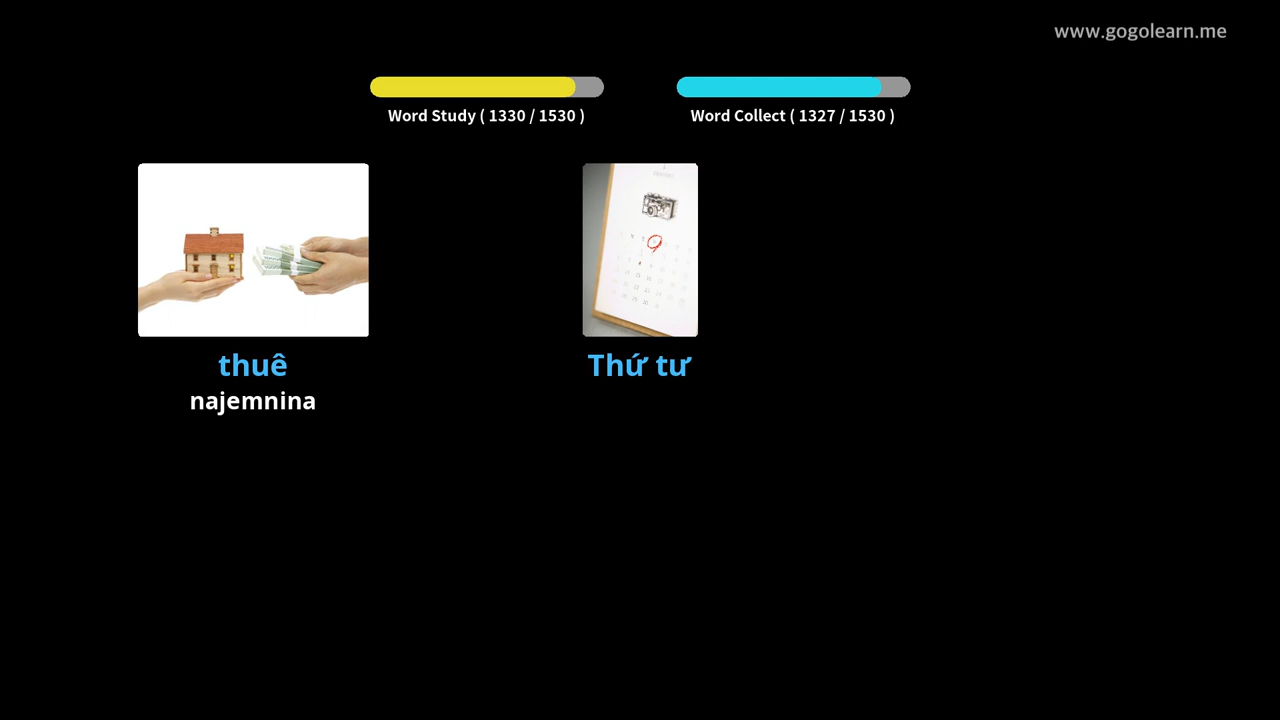 www.gogolearn.me
Word Study ( 1330 / 1530 )
Word Collect ( 1327 / 1530 )
thuê
najemnina
Thứ tư